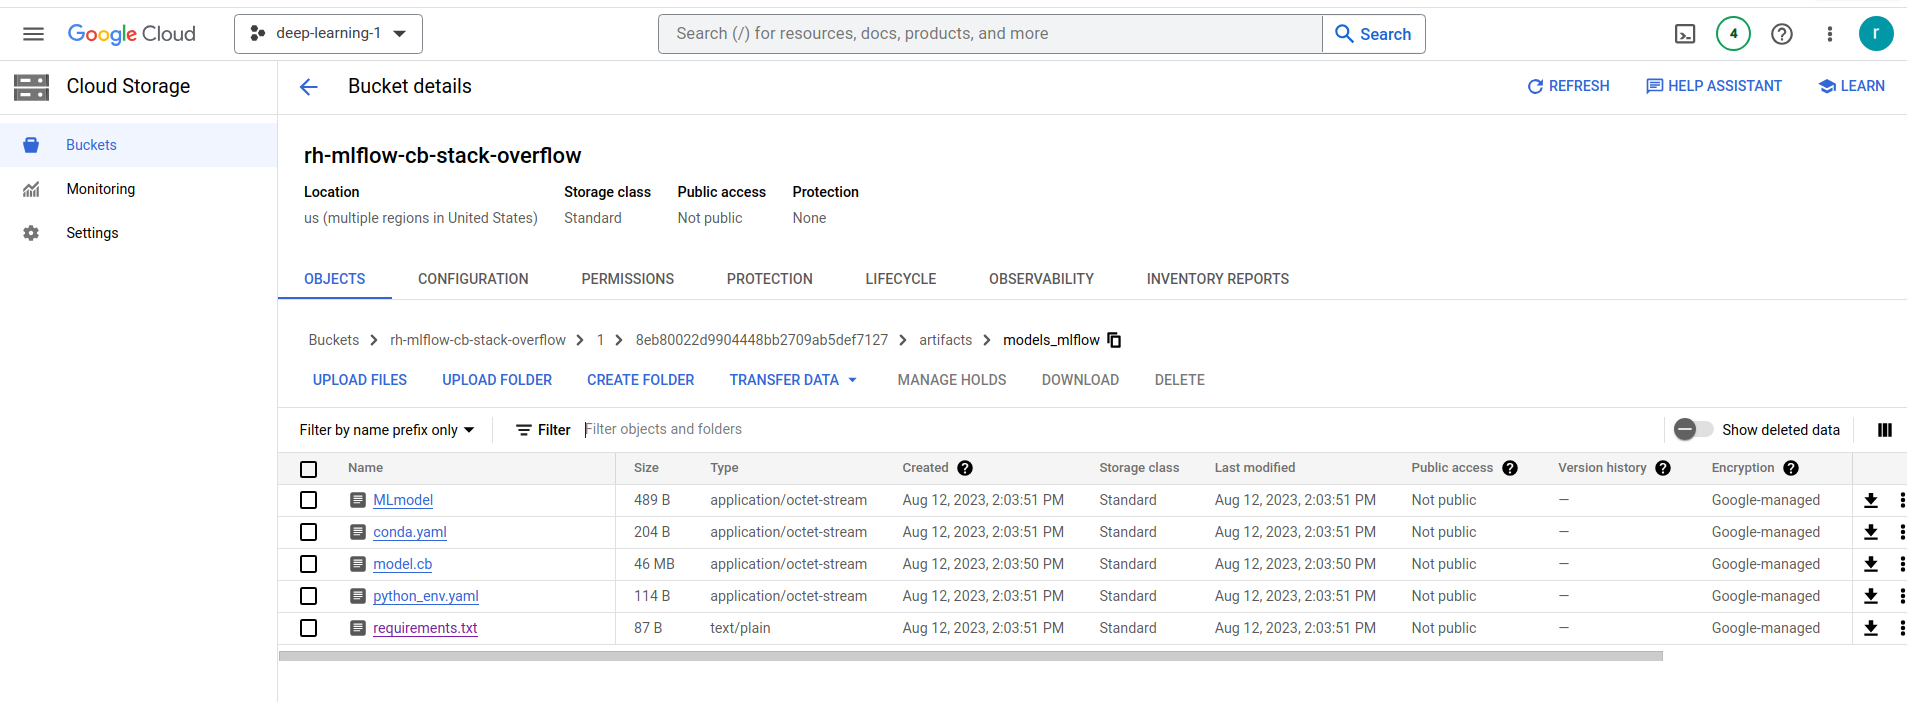 Google Cloud deep-learning-1 Search (/) for resources, docs, products, and more Search 4 r
Cloud Storage Bucket details REFRESH HELP ASSISTANT LEARN
Buckets
Monitoring
Settings
rh-mlflow-cb-stack-overflow
Location Storage class Public access Protection
us (multiple regions in United States) Standard Not public None
OBJECTS CONFIGURATION PERMISSIONS PROTECTION LIFECYCLE OBSERVABILITY INVENTORY REPORTS
Buckets rh-mlflow-cb-stack-overflow 1 8eb80022d9904448bb2709ab5def7127 artifacts models_mlflow
UPLOAD FILES UPLOAD FOLDER CREATE FOLDER TRANSFER DATA MANAGE HOLDS DOWNLOAD DELETE
Filter by name prefix only Filter Filter objects and folders Show deleted data
Name Size Type Created ? Storage class Last modified Public access ? Version history ? Encryption ?
MLmodel 489 B application/octet-stream Aug 12, 2023, 2:03:51 PM Standard Aug 12, 2023, 2:03:51 PM Not public — Google-managed
conda.yaml 204 B application/octet-stream Aug 12, 2023, 2:03:51 PM Standard Aug 12, 2023, 2:03:51 PM Not public — Google-managed
model.cb 46 MB application/octet-stream Aug 12, 2023, 2:03:50 PM Standard Aug 12, 2023, 2:03:50 PM Not public — Google-managed
python_env.yaml 114 B application/octet-stream Aug 12, 2023, 2:03:51 PM Standard Aug 12, 2023, 2:03:51 PM Not public — Google-managed
requirements.txt 87 B text/plain Aug 12, 2023, 2:03:51 PM Standard Aug 12, 2023, 2:03:51 PM Not public — Google-managed